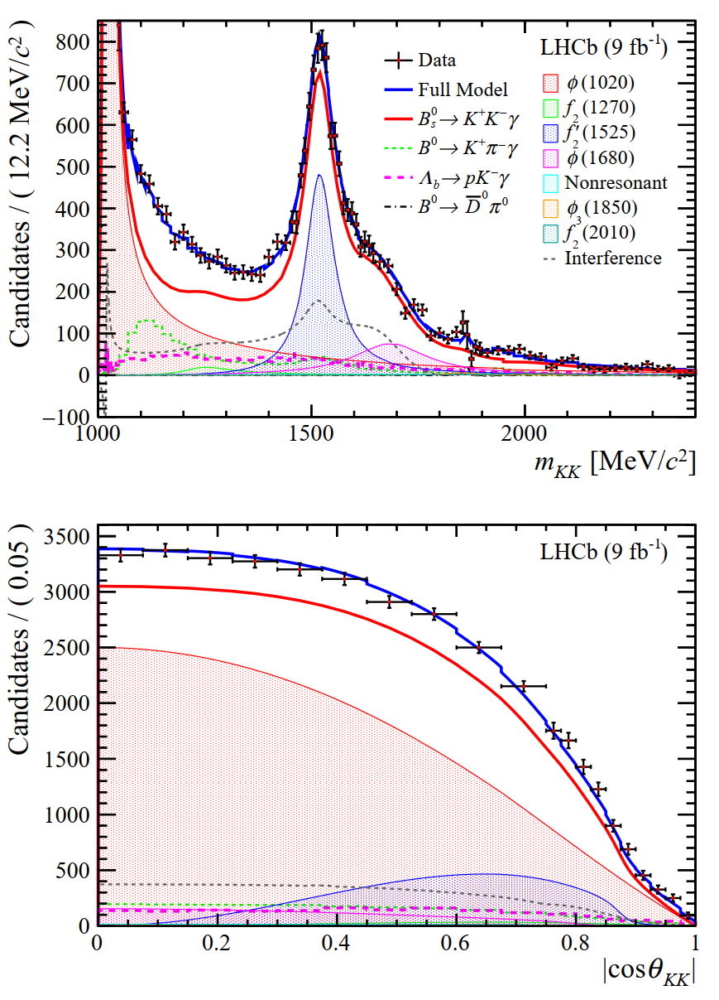 Candidates / ( 12.2 MeV/c² )
800
700
600
500
400
300
200
100
0
−100
LHCb (9 fb⁻¹)
Data
Full Model
B⁰ₛ → K⁺K⁻γ
B⁰ → K⁺π⁻γ
Λ_b → pK⁻γ
B⁰ → D̅⁰π⁰
ϕ (1020)
f₂ (1270)
f₂′ (1525)
ϕ (1680)
Nonresonant
ϕ₃ (1850)
f₂ (2010)
Interference
1000 1500 2000
m_KK [MeV/c²]
Candidates / ( 0.05 )
3500
3000
2500
2000
1500
1000
500
0
LHCb (9 fb⁻¹)
0 0.2 0.4 0.6 0.8 1
|cosθ_KK|